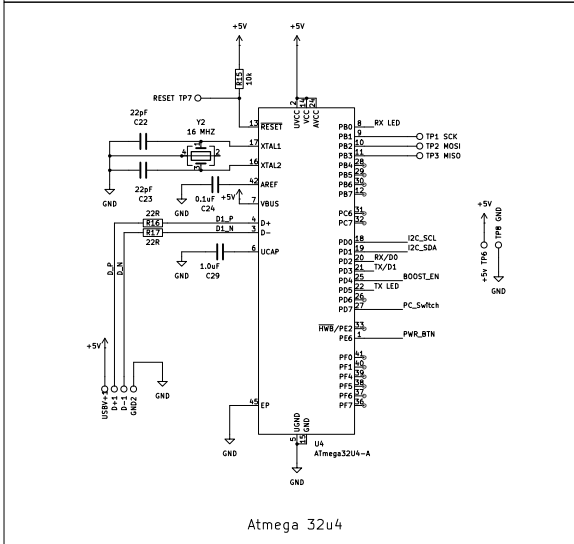 +5V
+5V
R15
10k
RESET TP7
22pF
C22
Y2
16 MHZ
4
2
1
3
22pF
C23
GND
GND
0.1uF
C24
+5V
22R
R16
D1_P
R17
D1_N
22R
D_P
D_N
1.0uF
C29
GND
+5V
USBV+1
D+1
D-1
GND2
GND
GND
2
14
24
UVCC
VCC
AVCC
13 RESET
17 XTAL1
16 XTAL2
42 AREF
7 VBUS
4 D+
3 D-
6 UCAP
45 EP
PB0 8 RX LED
PB1 9 TP1 SCK
PB2 10 TP2 MOSI
PB3 11 TP3 MISO
PB4 28
PB5 29
PB6 30
PB7 12
PC6 31
PC7 32
PD0 18 I2C_SCL
PD1 19 I2C_SDA
PD2 20 RX/D0
PD3 21 TX/D1
PD4 25 BOOST_EN
PD5 22 TX LED
PD6 26
PD7 27 PC_Switch
HWB/PE2 33
PE6 1 PWR_BTN
PF0 41
PF1 40
PF4 39
PF5 38
PF6 37
PF7 36
UGND
GND
5
15
U4
ATmega32U4-A
GND
+5V
+5v TP6
TP8 GND
GND
Atmega 32u4